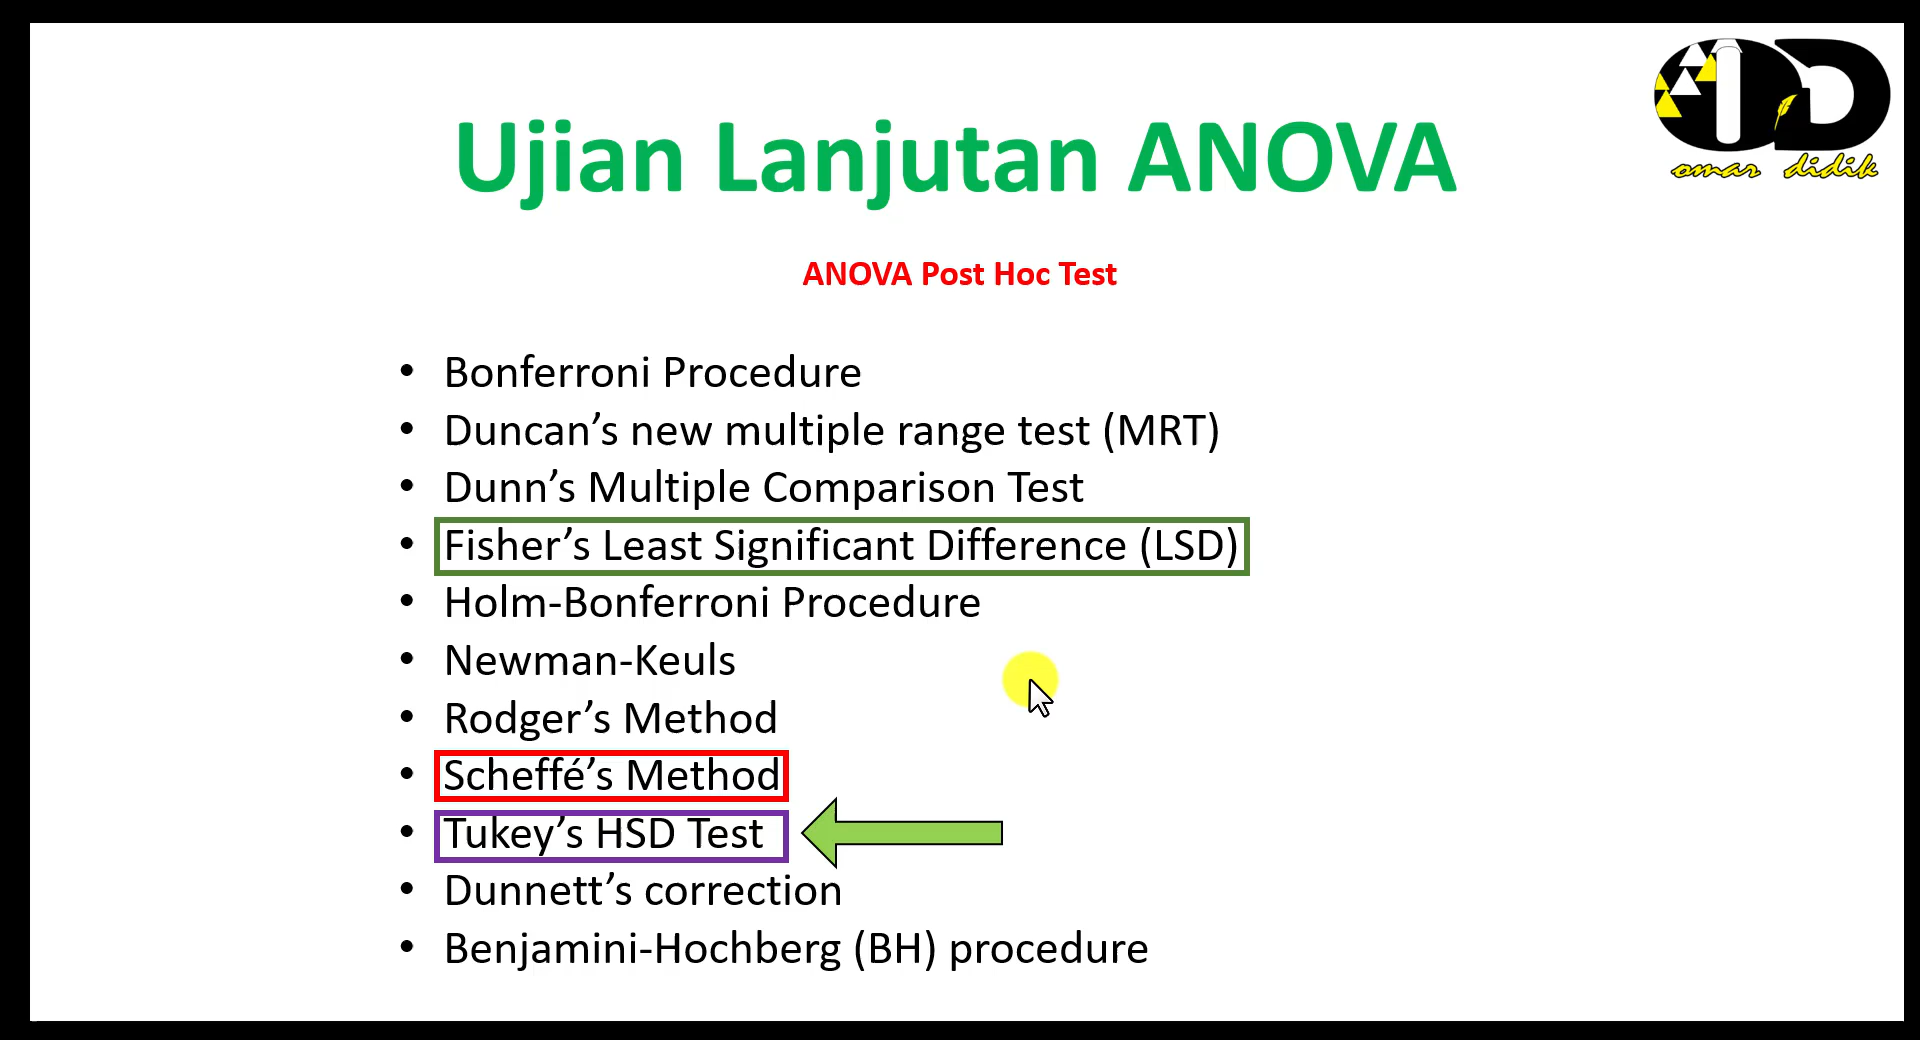 Ujian Lanjutan ANOVA
omar didik
ANOVA Post Hoc Test
• Bonferroni Procedure
• Duncan’s new multiple range test (MRT)
• Dunn’s Multiple Comparison Test
• Fisher’s Least Significant Difference (LSD)
• Holm-Bonferroni Procedure
• Newman-Keuls
• Rodger’s Method
• Scheffé’s Method
• Tukey’s HSD Test
• Dunnett’s correction
• Benjamini-Hochberg (BH) procedure